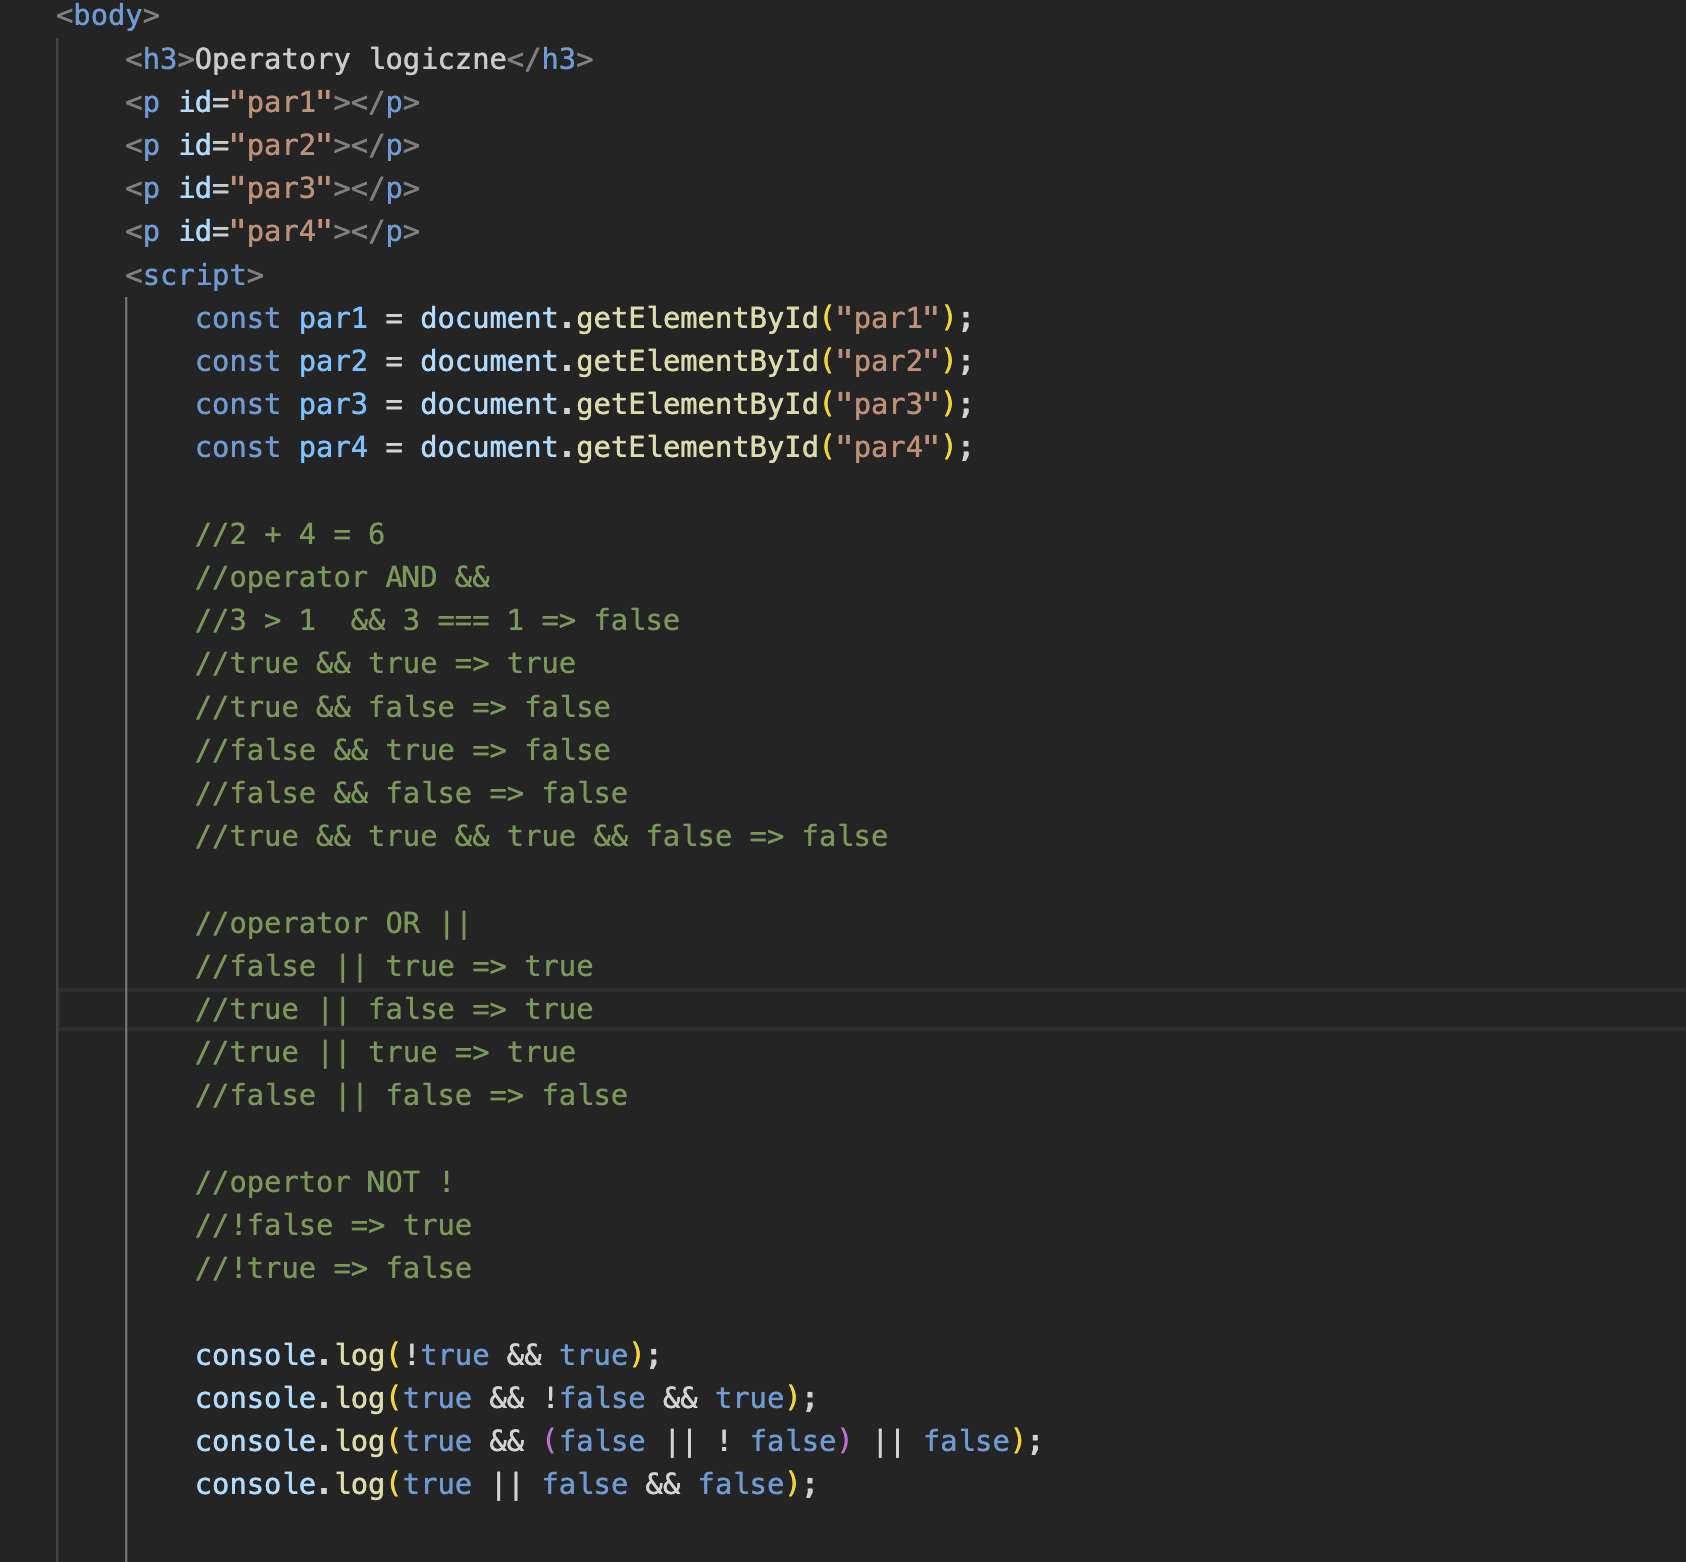 <body>
<h3>Operatory logiczne</h3>
<p id="par1"></p>
<p id="par2"></p>
<p id="par3"></p>
<p id="par4"></p>
<script>
const par1 = document.getElementById("par1");
const par2 = document.getElementById("par2");
const par3 = document.getElementById("par3");
const par4 = document.getElementById("par4");
//2 + 4 = 6
//operator AND &&
//3 > 1  && 3 === 1 => false
//true && true => true
//true && false => false
//false && true => false
//false && false => false
//true && true && true && false => false
//operator OR ||
//false || true => true
//true || false => true
//true || true => true
//false || false => false
//opertor NOT !
//!false => true
//!true => false
console.log(!true && true);
console.log(true && !false && true);
console.log(true && (false || ! false) || false);
console.log(true || false && false);